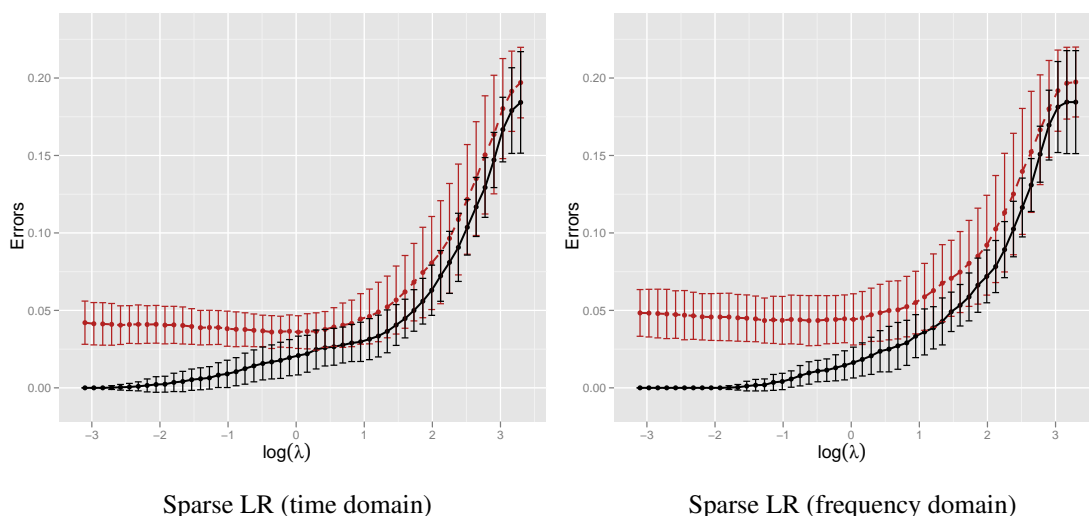 Errors
0.20
0.15
0.10
0.05
0.00
−3 −2 −1 0 1 2 3
log(λ)
Sparse LR (time domain)
Errors
0.20
0.15
0.10
0.05
0.00
−3 −2 −1 0 1 2 3
log(λ)
Sparse LR (frequency domain)